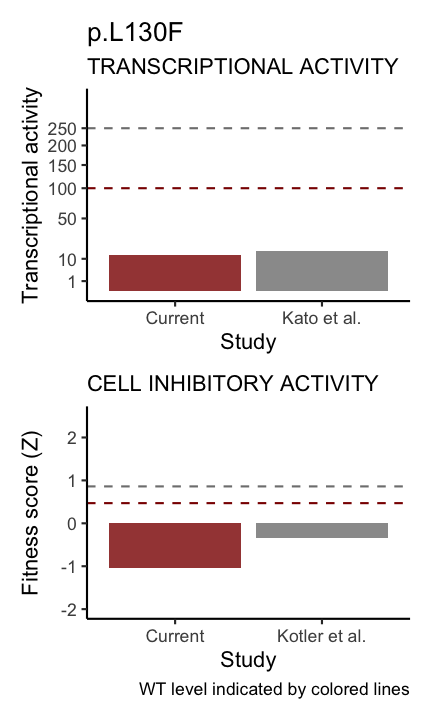 p.L130F
TRANSCRIPTIONAL ACTIVITY
Transcriptional activity
250
200
150
100
50
10
1
Current
Kato et al.
Study
CELL INHIBITORY ACTIVITY
Fitness score (Z)
2
1
0
-1
-2
Current
Kotler et al.
Study
WT level indicated by colored lines